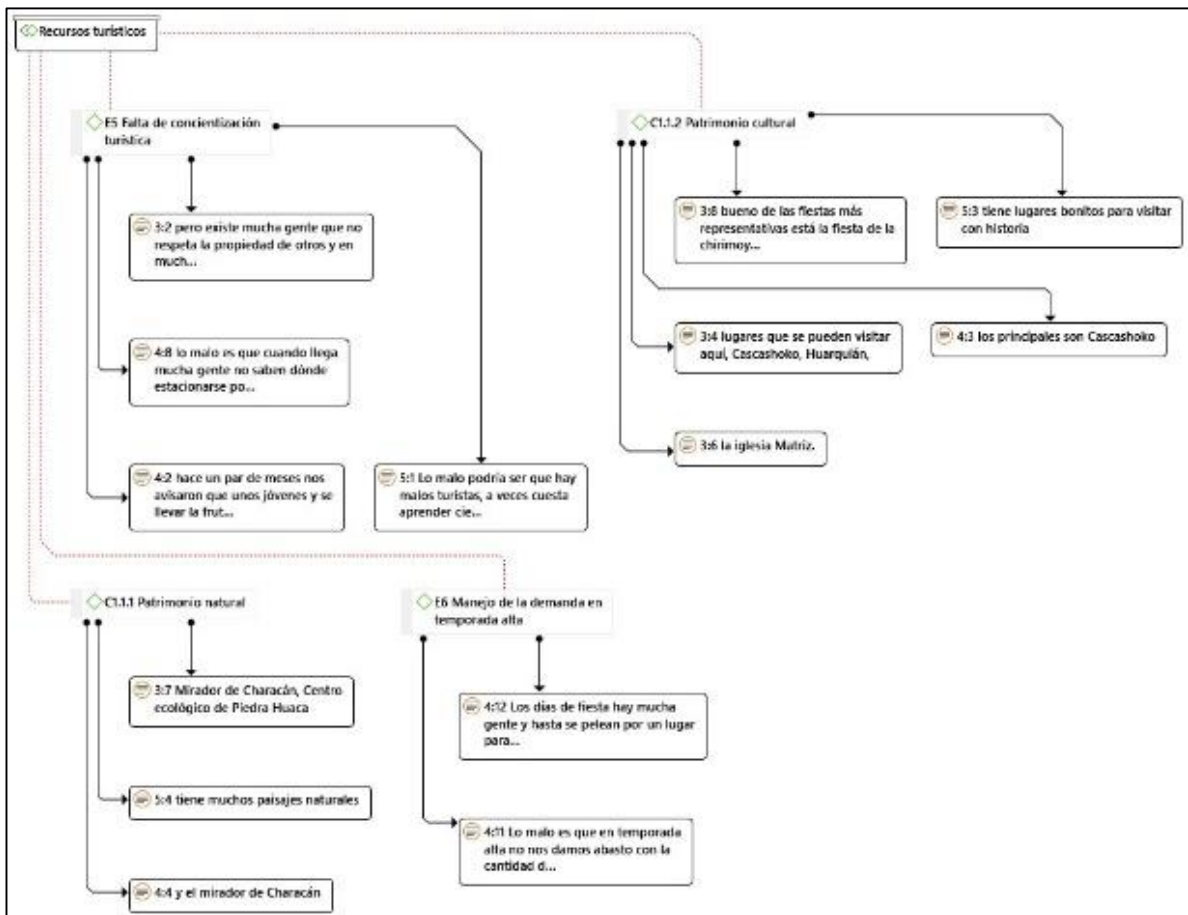 Recursos turísticos
E5 Falta de concientización
turística
3:2 pero existe mucha gente que no
respeta la propiedad de otros y en
much...
4:8 lo malo es que cuando llega
mucha gente no saben dónde
estacionarse po...
4:2 hace un par de meses nos
avisaron que unos jóvenes y se
llevar la frut...
5:1 Lo malo podría ser que hay
malos turistas, a veces cuesta
aprender cie...
C1.1.2 Patrimonio cultural
3:8 bueno de las fiestas más
representativas está la fiesta de la
chirimoy...
5:3 tiene lugares bonitos para visitar
con historia
3:4 lugares que se pueden visitar
aquí, Cascashoko, Huarquián,
4:3 los principales son Cascashoko
3:6 la iglesia Matriz.
C1.1.1 Patrimonio natural
3:7 Mirador de Characán, Centro
ecológico de Piedra Huaca
5:4 tiene muchos paisajes naturales
4:4 y el mirador de Characán
E6 Manejo de la demanda en
temporada alta
4:12 Los días de fiesta hay mucha
gente y hasta se pelean por un lugar
para...
4:11 Lo malo es que en temporada
alta no nos damos abasto con la
cantidad d...